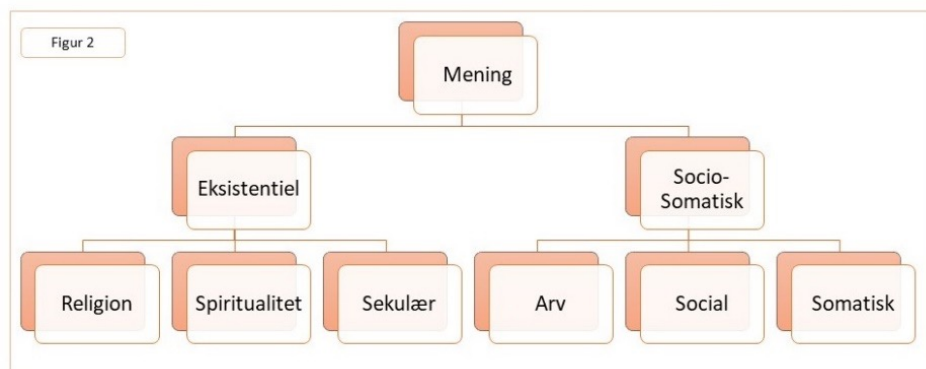 Figur 2
Mening
Eksistentiel
Socio-
Somatisk
Religion
Spiritualitet
Sekulær
Arv
Social
Somatisk